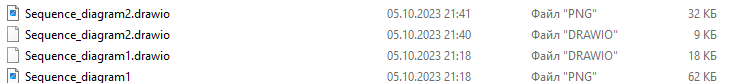 Sequence_diagram2.drawio 05.10.2023 21:41 Файл "PNG" 32 КБ
Sequence_diagram2.drawio 05.10.2023 21:40 Файл "DRAWIO" 9 КБ
Sequence_diagram1.drawio 05.10.2023 21:18 Файл "DRAWIO" 18 КБ
Sequence_diagram1 05.10.2023 21:18 Файл "PNG" 62 КБ